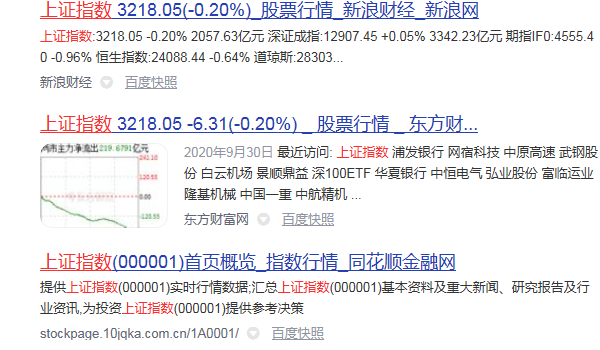 上证指数 3218.05(-0.20%)_股票行情_新浪财经_新浪网
上证指数:3218.05 -0.20% 2057.63亿元 深证成指:12907.45 +0.05% 3342.23亿元 期指IF0:4555.4
0 -0.96% 恒生指数:24088.44 -0.64% 道琼斯:28303...
新浪财经 百度快照
上证指数 3218.05 -6.31(-0.20%) _ 股票行情 _ 东方财...
两市主力净流出219.6791亿元
241.10
120.55
0.00
-120.55
2020年9月30日 最近访问: 上证指数 浦发银行 网宿科技 中原高速 武钢股
份 白云机场 景顺鼎益 深100ETF 华夏银行 中恒电气 弘业股份 富临运业
隆基机械 中国一重 中航精机 ...
东方财富网 百度快照
上证指数(000001)首页概览_指数行情_同花顺金融网
提供上证指数(000001)实时行情数据;汇总上证指数(000001)基本资料及重大新闻、研究报告及行
业资讯,为投资上证指数(000001)提供参考决策
stockpage.10jqka.com.cn/1A0001/ 百度快照